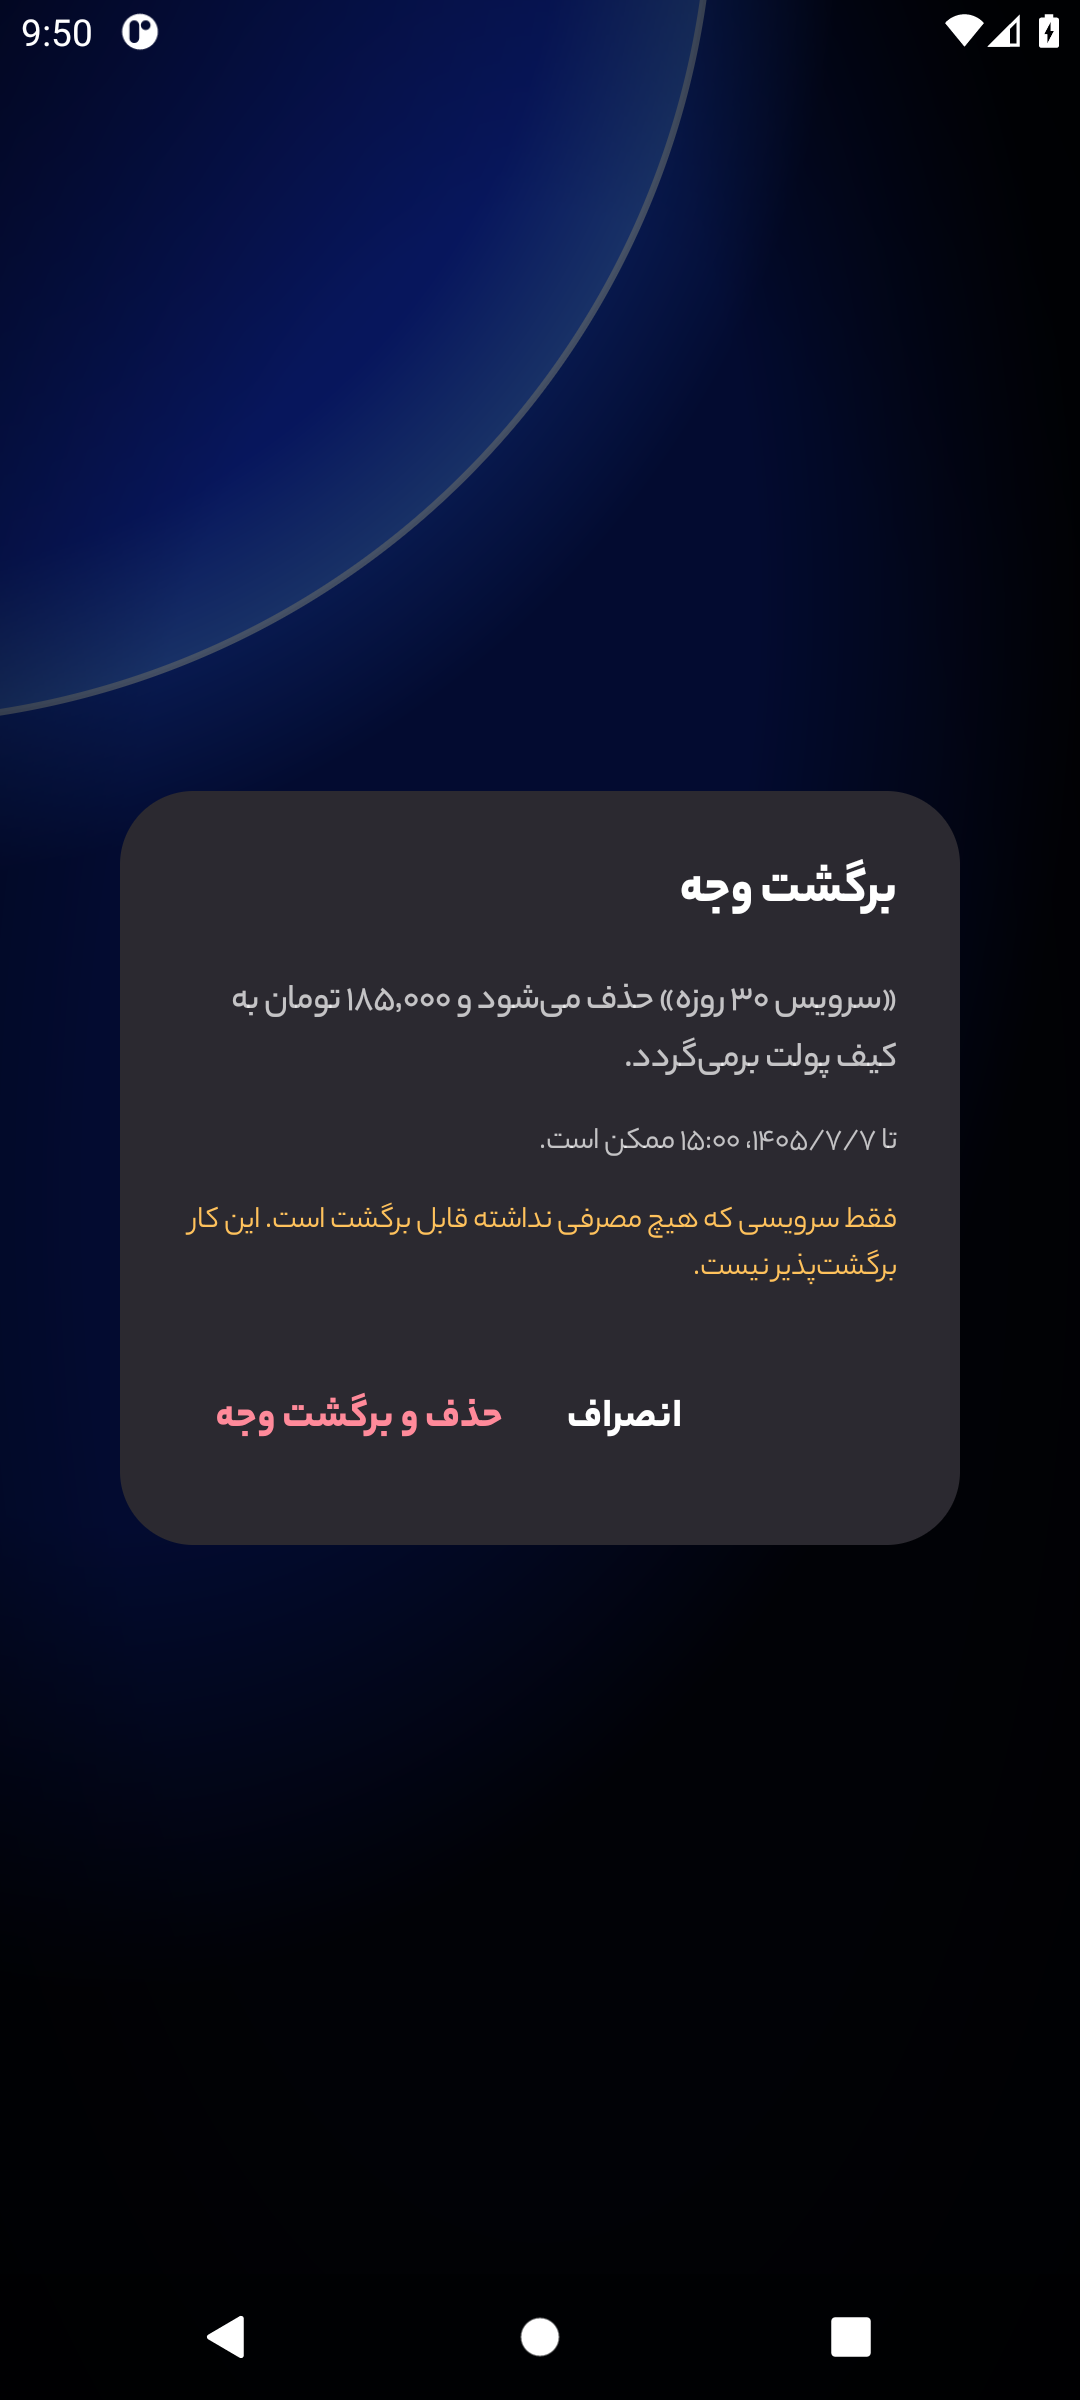 9:50
برگشت وجه
«سرویس ۳۰ روزه» حذف می‌شود و ۱۸۵,۰۰۰ تومان به
کیف پولت برمی‌گردد.
تا ۱۴۰۵/۷/۷، ۱۵:۰۰ ممکن است.
فقط سرویسی که هیچ مصرفی نداشته قابل برگشت است. این کار
برگشت‌پذیر نیست.
انصراف
حذف و برگشت وجه